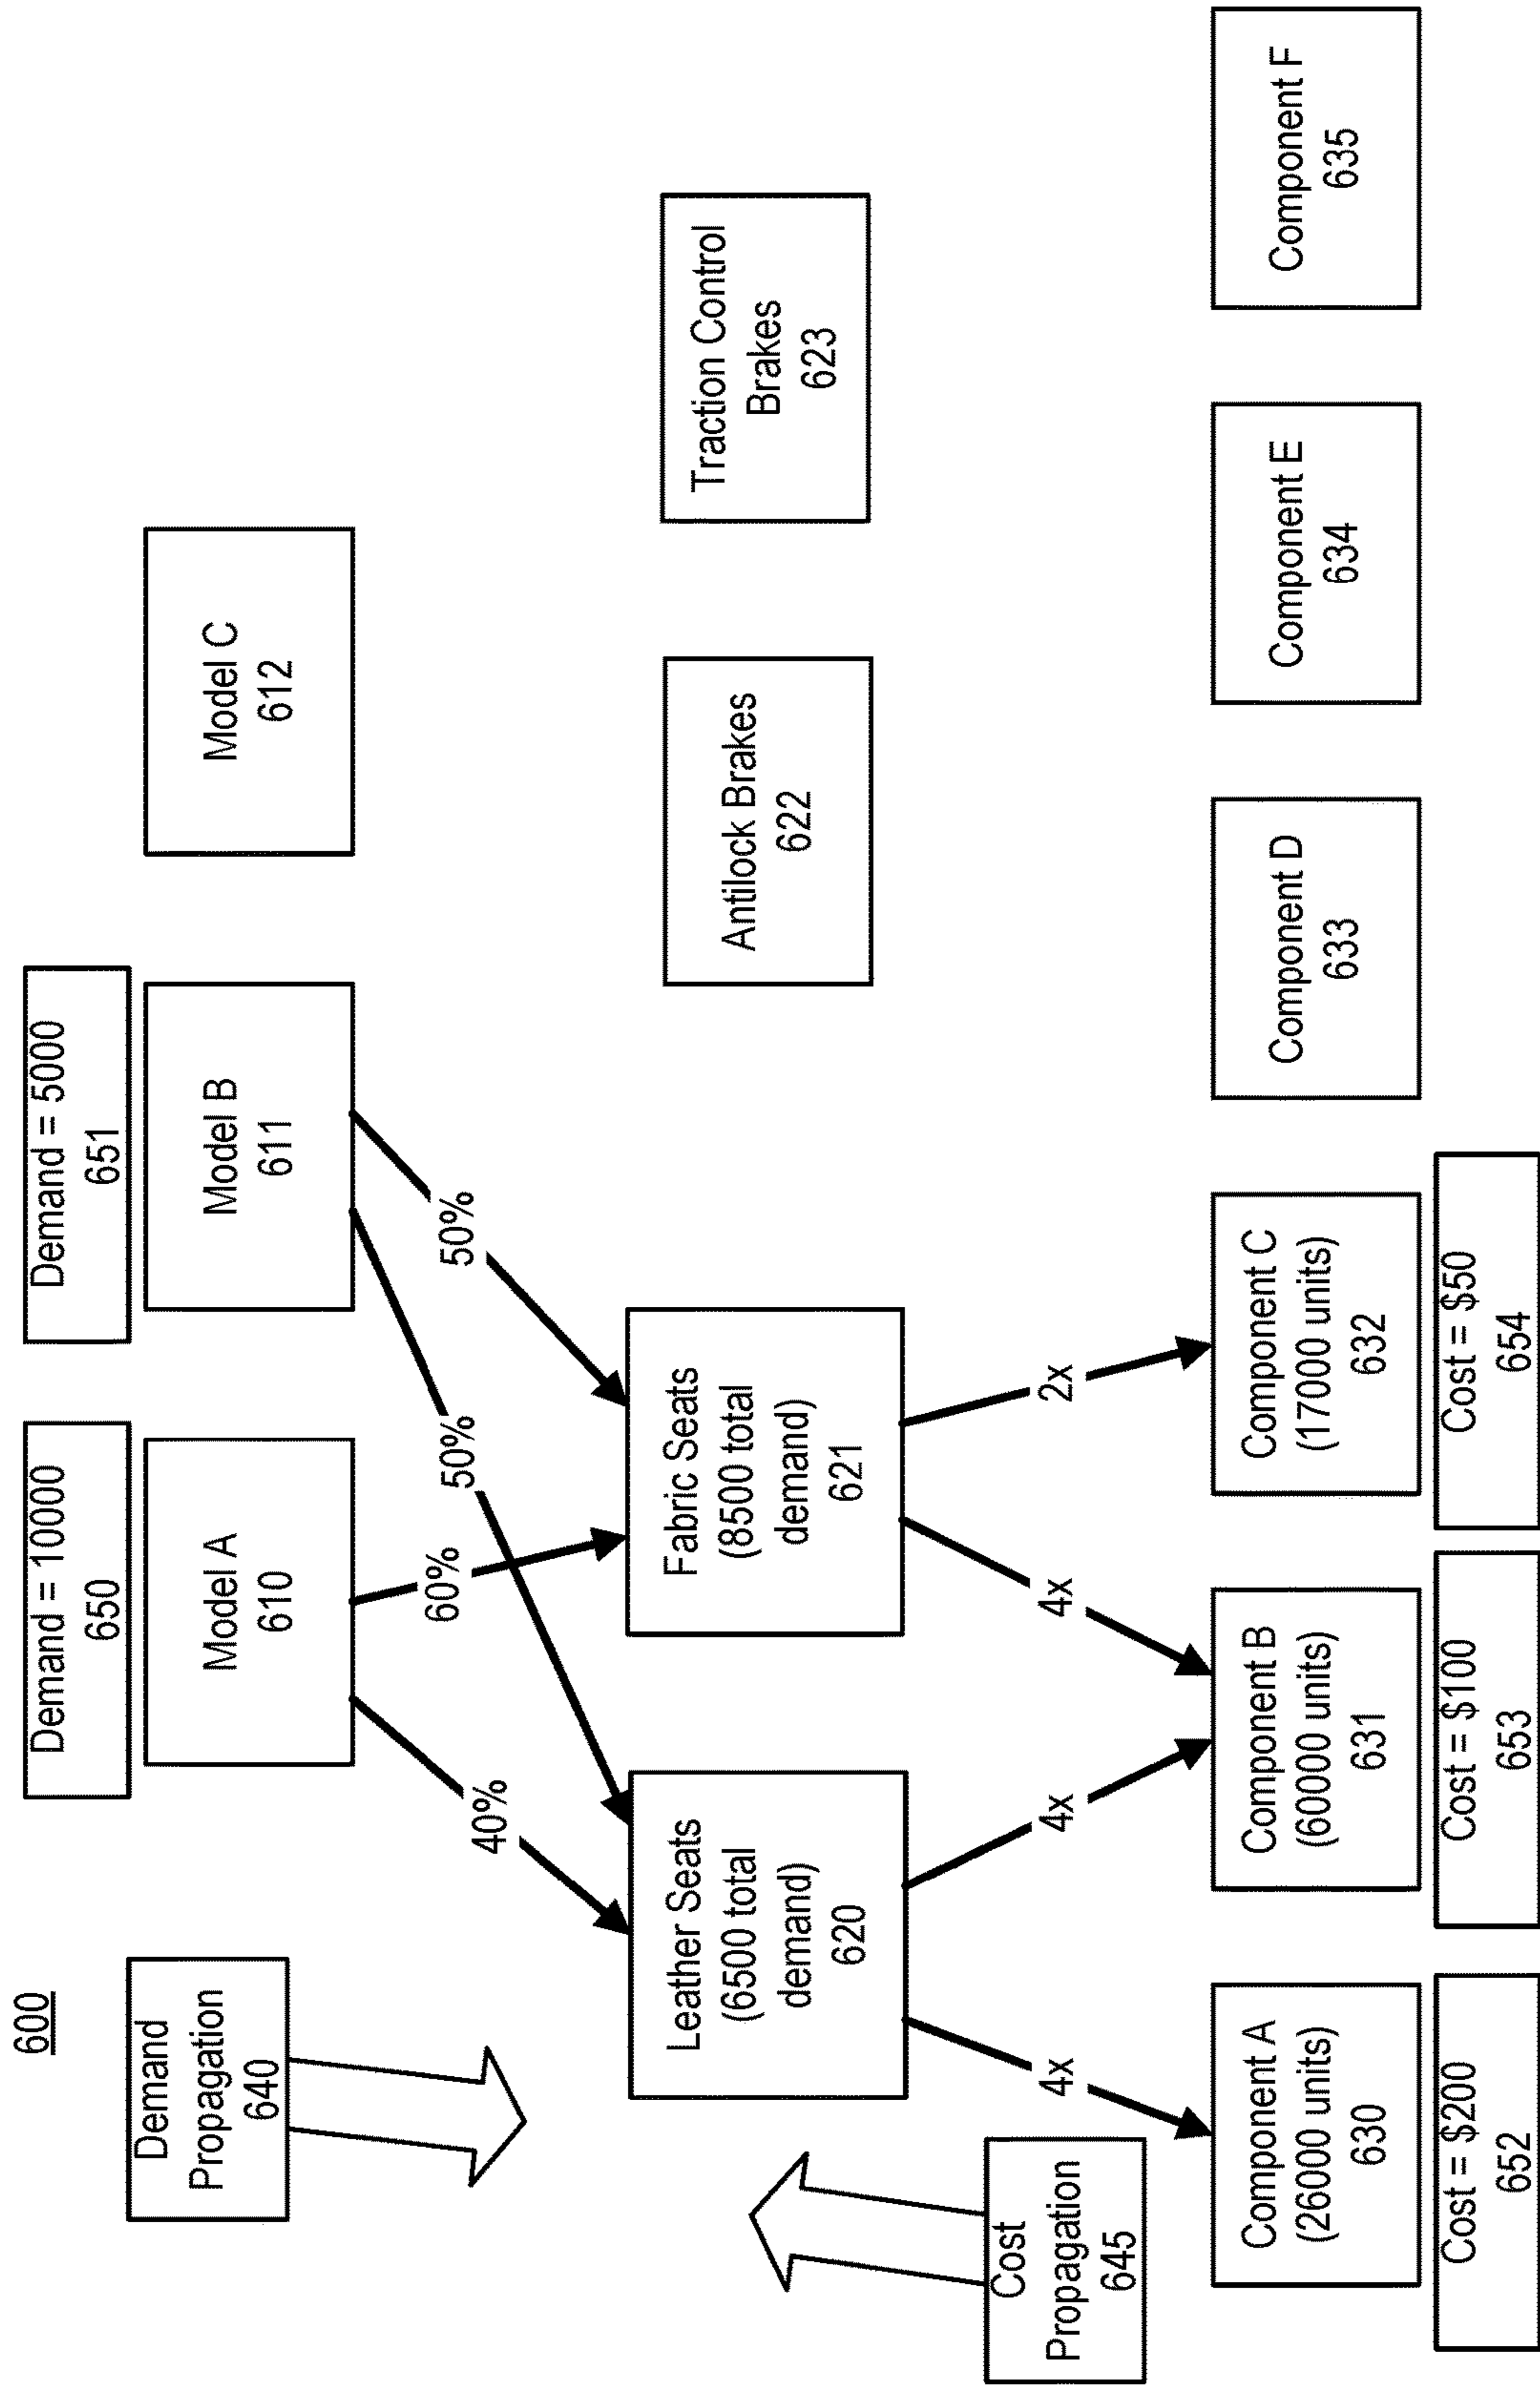 600
Demand = 10000
650
Demand = 5000
651
Demand
Propagation
640
Model A
610
Model B
611
Model C
612
40%
60%
50%
50%
Leather Seats
(6500 total
demand)
620
Fabric Seats
(8500 total
demand)
621
Antilock Brakes
622
Traction Control
Brakes
623
Cost
Propagation
645
4x
4x
4x
2x
Component A
(26000 units)
630
Component B
(60000 units)
631
Component C
(17000 units)
632
Component D
633
Component E
634
Component F
635
Cost = $200
652
Cost = $100
653
Cost = $50
654